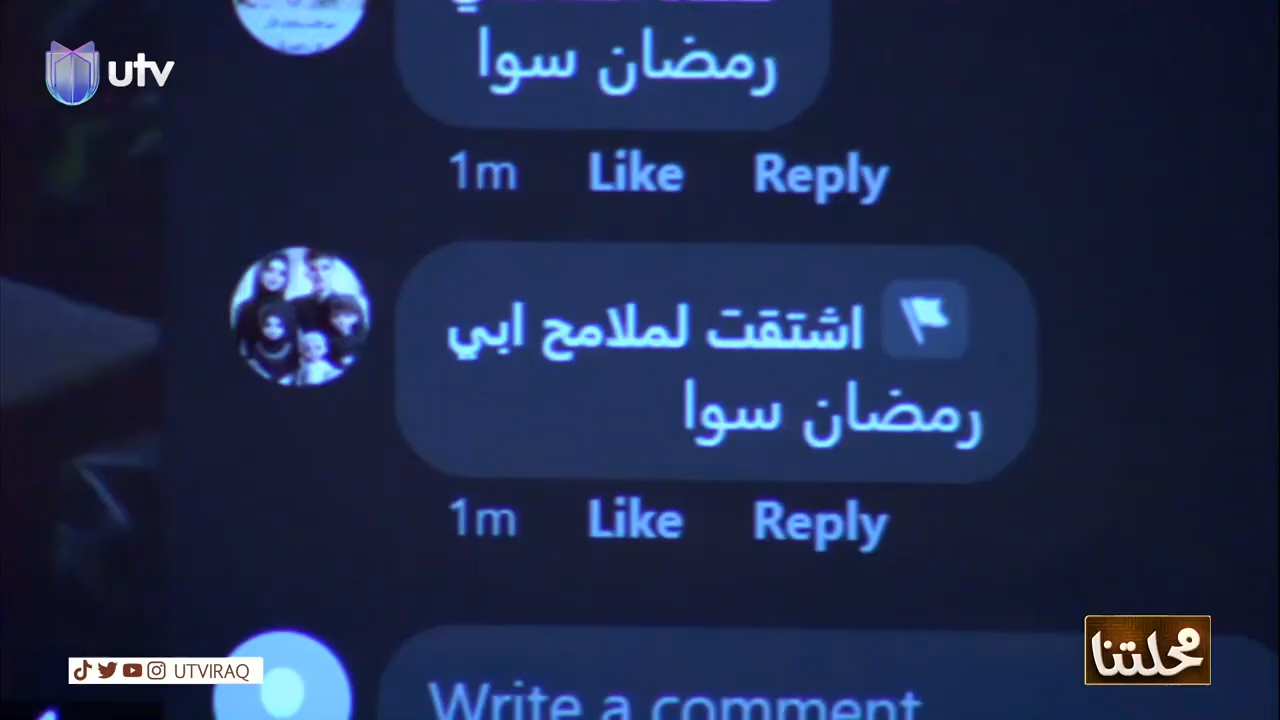 utv
رمضان سوا
1m Like Reply
اشتقت لملامح ابي
رمضان سوا
1m Like Reply
Write a comment
UTVIRAQ
محلتنا